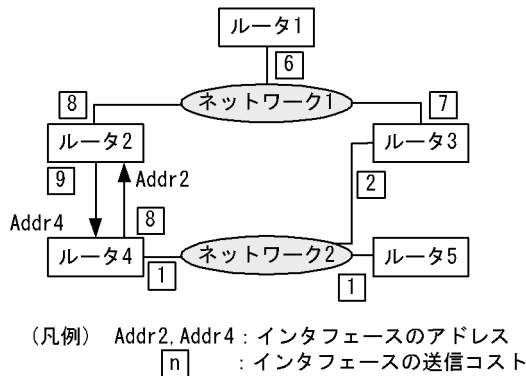 ルータ1
6
ネットワーク1
8
7
ルータ2
ルータ3
9
Addr2
2
Addr4
8
ルータ4
ネットワーク2
ルータ5
1
1
(凡例) Addr2, Addr4：インタフェースのアドレス
n ：インタフェースの送信コスト